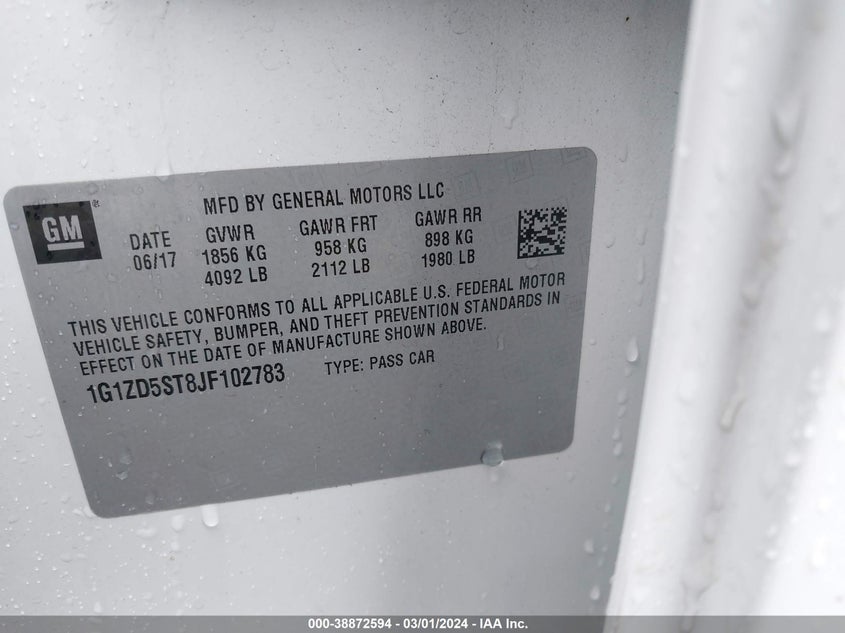 GM
MFD BY GENERAL MOTORS LLC
DATE GVWR GAWR FRT GAWR RR
06/17 1856 KG 958 KG 898 KG
4092 LB 2112 LB 1980 LB
THIS VEHICLE CONFORMS TO ALL APPLICABLE U.S. FEDERAL MOTOR
VEHICLE SAFETY, BUMPER, AND THEFT PREVENTION STANDARDS IN
EFFECT ON THE DATE OF MANUFACTURE SHOWN ABOVE.
1G1ZD5ST8JF102783 TYPE: PASS CAR
000-38872594 - 03/01/2024 - IAA Inc.